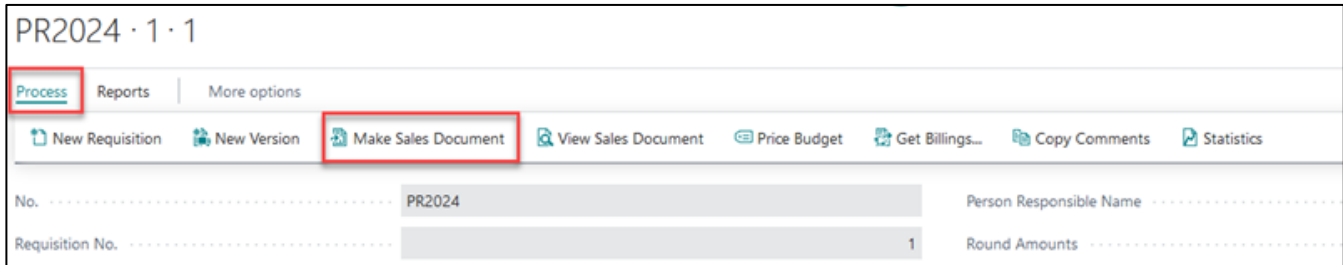 PR2024 · 1 · 1
Process Reports More options
New Requisition New Version Make Sales Document View Sales Document Price Budget Get Billings... Copy Comments Statistics
No. PR2024 Person Responsible Name
Requisition No. 1 Round Amounts